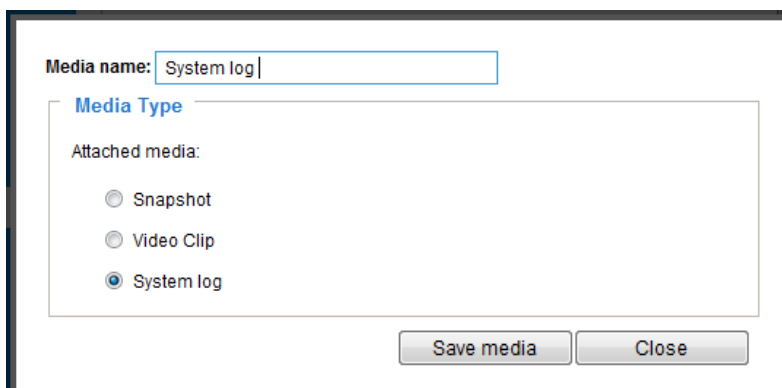 Media name: System log
Media Type
Attached media:
Snapshot
Video Clip
System log
Save media Close